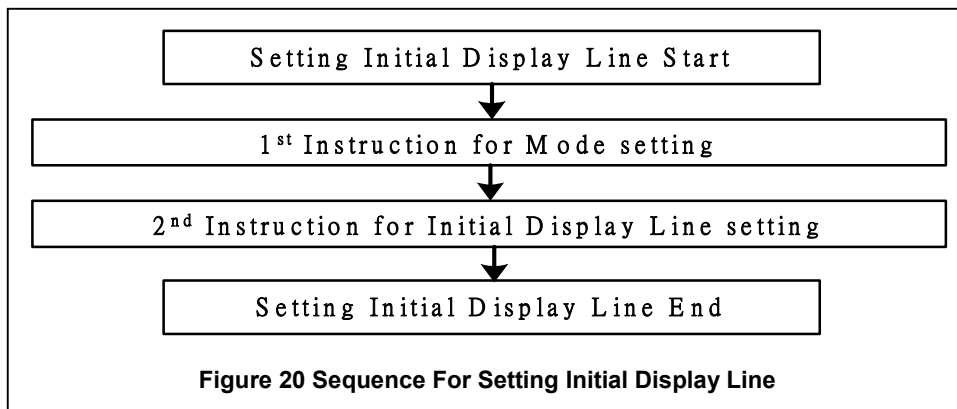 Setting Initial Display Line Start
1st Instruction for Mode setting
2nd Instruction for Initial Display Line setting
Setting Initial Display Line End
Figure 20 Sequence For Setting Initial Display Line